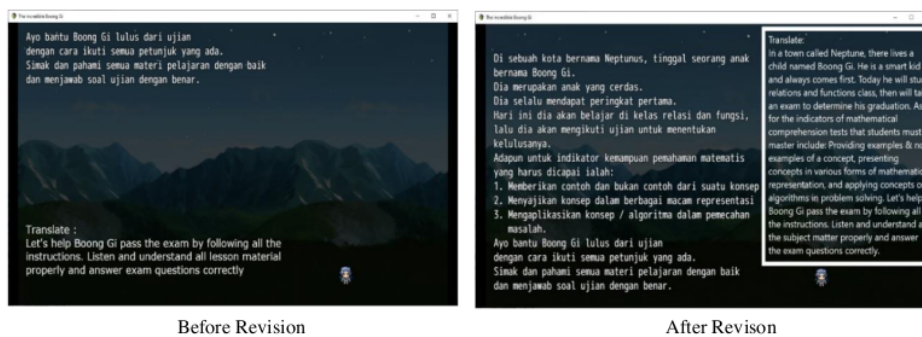 The incredible Boong Gi
Ayo bantu Boong Gi lulus dari ujian
dengan cara ikuti semua petunjuk yang ada.
Simak dan pahami semua materi pelajaran dengan baik
dan menjawab soal ujian dengan benar.
Translate :
Let's help Boong Gi pass the exam by following all the
instructions. Listen and understand all lesson material
properly and answer exam questions correctly
Before Revision
The incredible Boong Gi
Di sebuah kota bernama Neptunus, tinggal seorang anak
bernama Boong Gi.
Dia merupakan anak yang cerdas.
Dia selalu mendapat peringkat pertama.
Hari ini dia akan belajar di kelas relasi dan fungsi,
lalu dia akan mengikuti ujian untuk menentukan
kelulusanya.
Adapun untuk indikator kemampuan pemahaman matematis
yang harus dicapai ialah:
1. Memberikan contoh dan bukan contoh dari suatu konsep
2. Menyajikan konsep dalam berbagai macam representasi
3. Mengaplikasikan konsep / algoritma dalam pemecahan
masalah.
Ayo bantu Boong Gi lulus dari ujian
dengan cara ikuti semua petunjuk yang ada.
Simak dan pahami semua materi pelajaran dengan baik
dan menjawab soal ujian dengan benar.
Translate:
In a town called Neptune, there lives a
child named Boong Gi. He is a smart kid
and always comes first. Today he will
relations and functions class, then will
an exam to determine his graduation.
for the indicators of mathematical
comprehension tests that students must
master include: Providing examples &
examples of a concept, presenting
concepts in various forms of
representation, and applying concepts
algorithms in problem solving. Let's help
Boong Gi pass the exam by following all
the instructions. Listen and understand
the subject matter properly and answer
the exam questions correctly.
After Revison